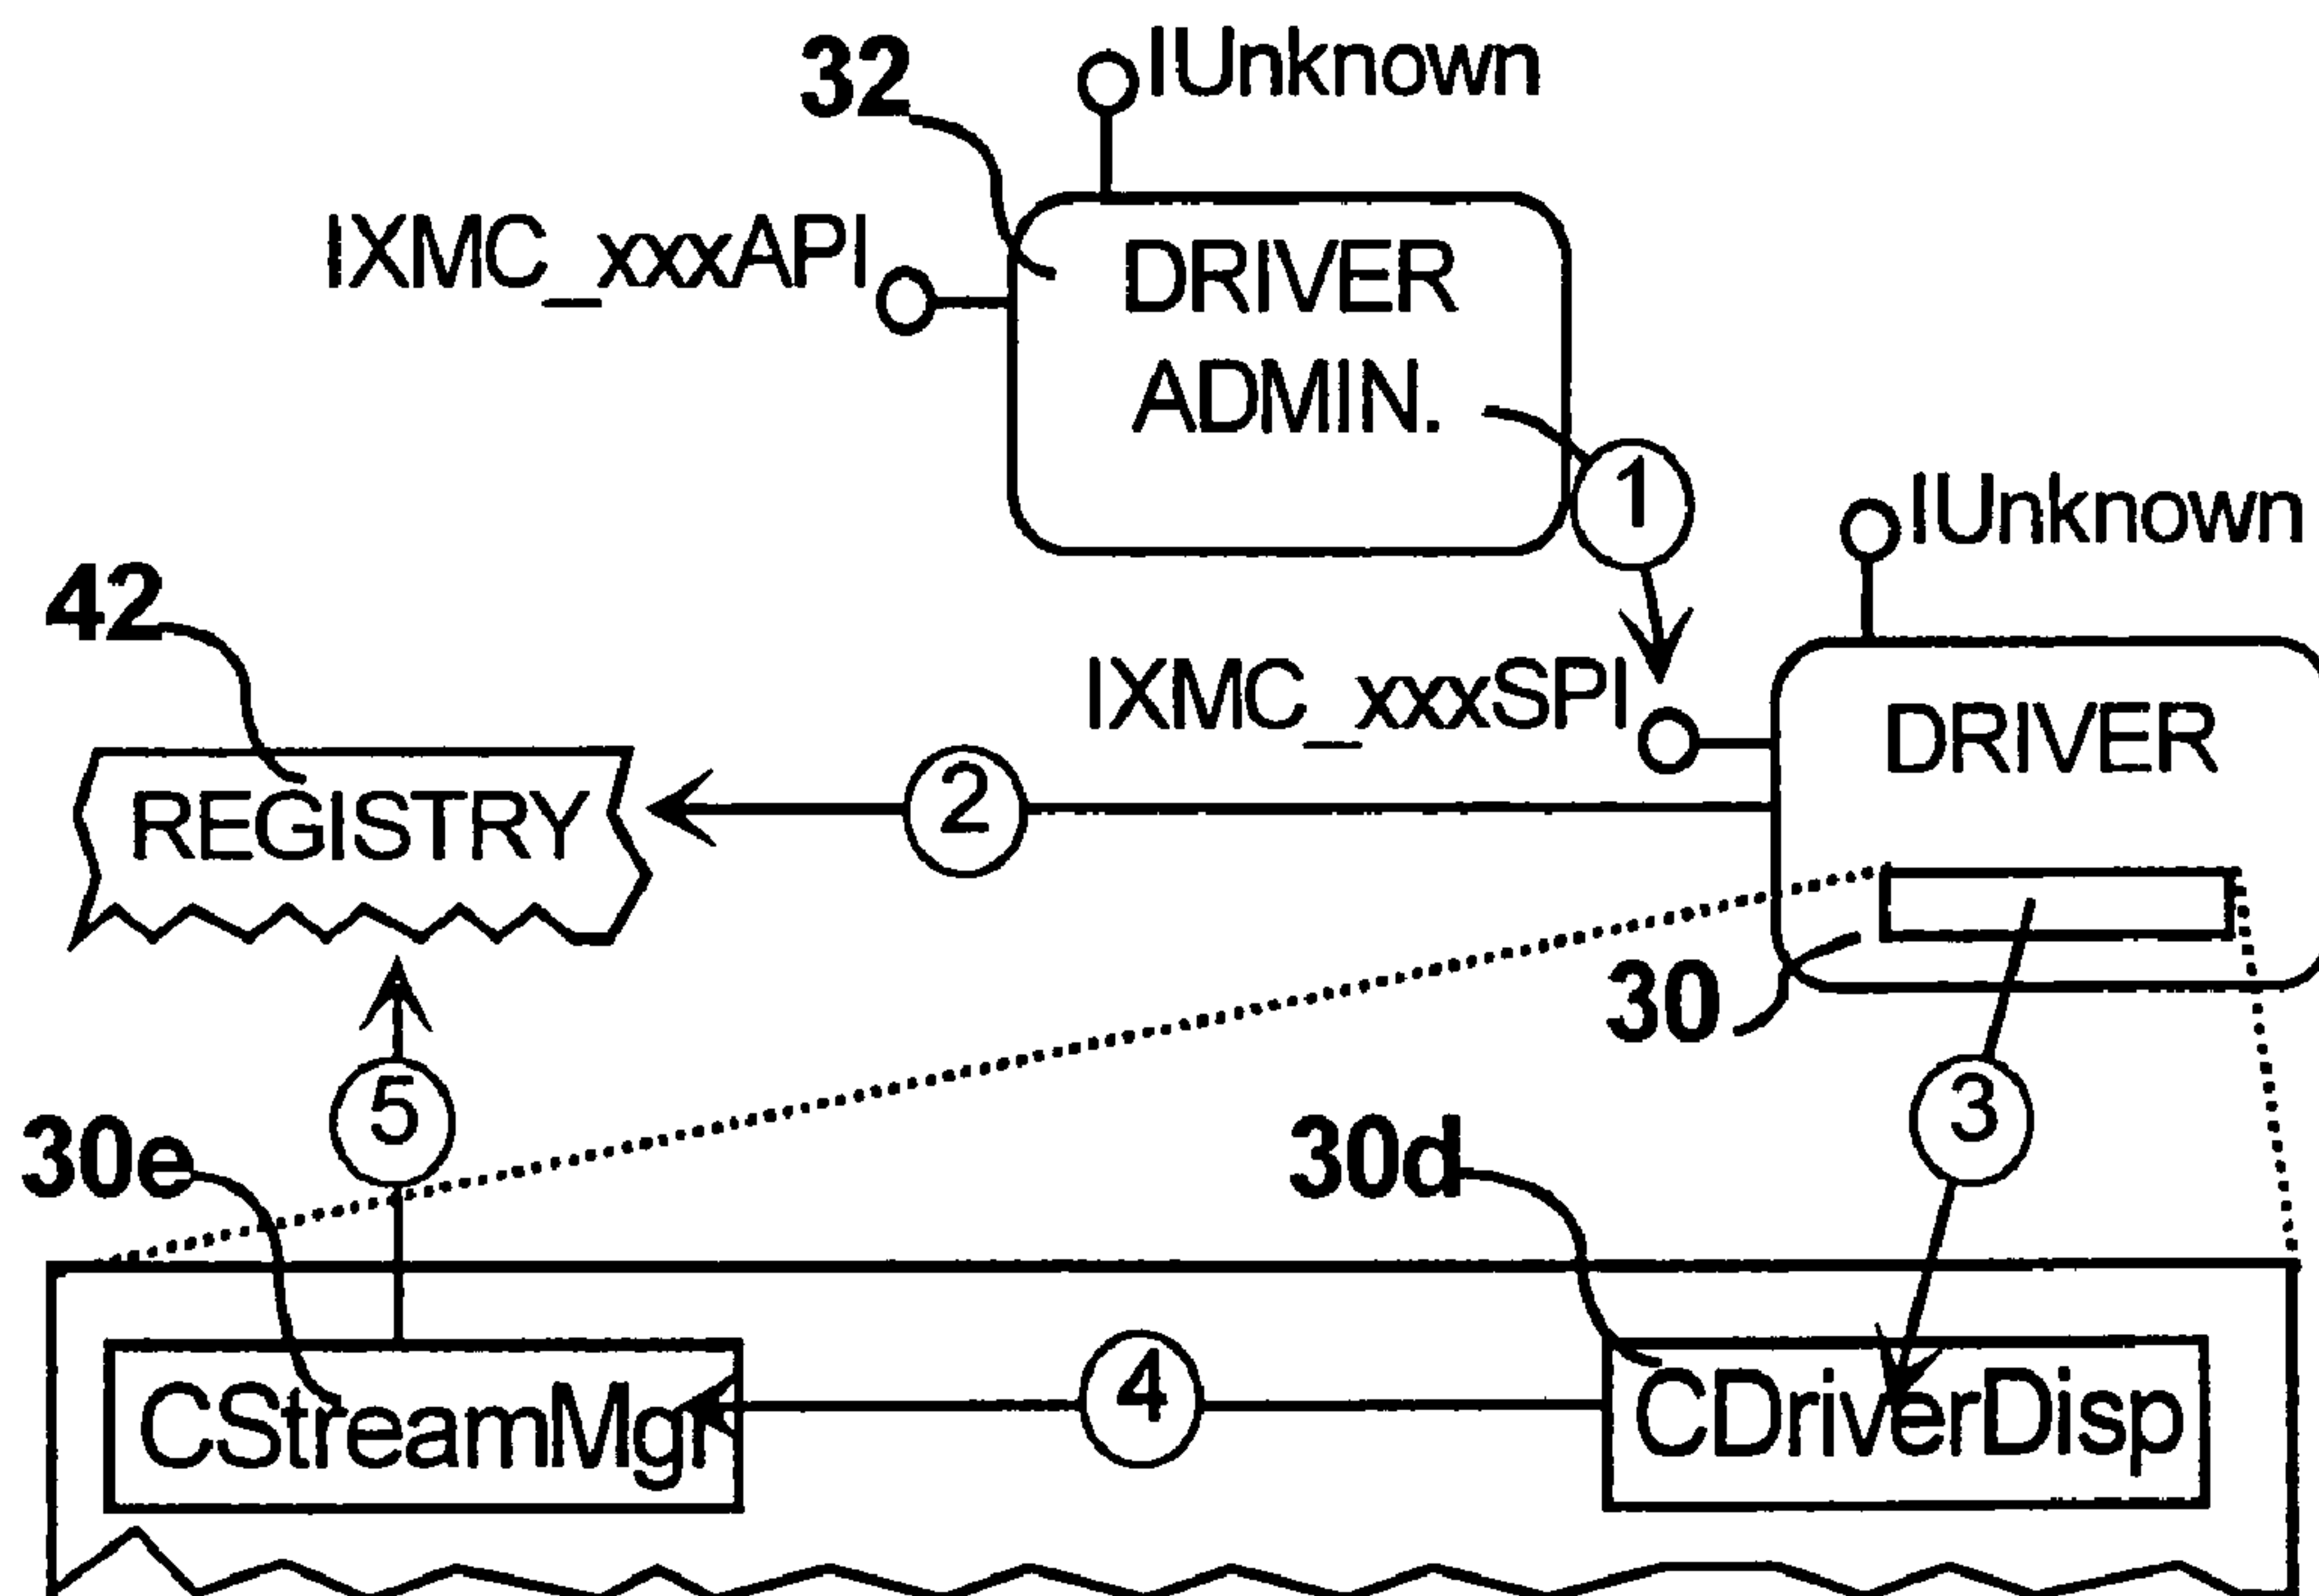 32
IUnknown
IXMC_xxxAPI
DRIVER
ADMIN.
1
IUnknown
42
IXMC_xxxSPI
DRIVER
REGISTRY
2
30
5
3
30e
30d
CStreamMgr
4
CDriverDisp